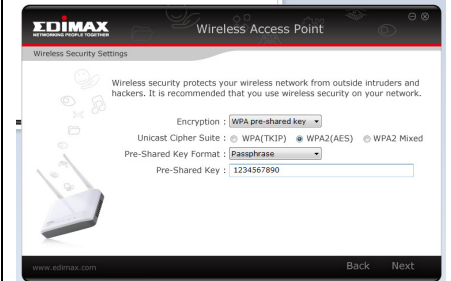 EDIMAX
NETWORKING PEOPLE TOGETHER
Wireless Access Point
Wireless Security Settings
Wireless security protects your wireless network from outside intruders and
hackers. It is recommended that you use wireless security on your network.
Encryption : WPA pre-shared key
Unicast Cipher Suite : WPA(TKIP) WPA2(AES) WPA2 Mixed
Pre-Shared Key Format : Passphrase
Pre-Shared Key : 1234567890
www.edimax.com Back Next